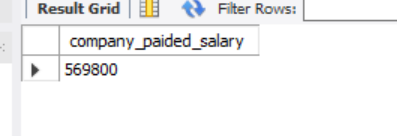 Result Grid Filter Rows:
company_paided_salary
569800